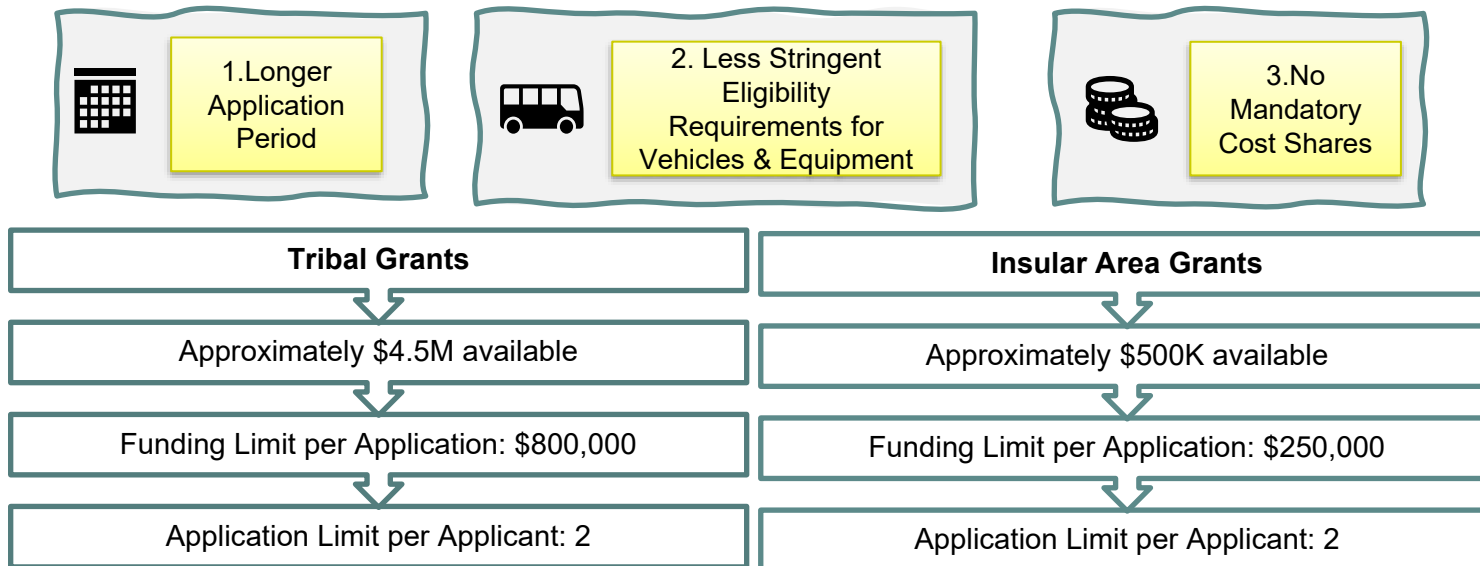 1.Longer
Application
Period
2. Less Stringent
Eligibility
Requirements for
Vehicles & Equipment
3.No
Mandatory
Cost Shares
Tribal Grants
Approximately $4.5M available
Funding Limit per Application: $800,000
Application Limit per Applicant: 2
Insular Area Grants
Approximately $500K available
Funding Limit per Application: $250,000
Application Limit per Applicant: 2